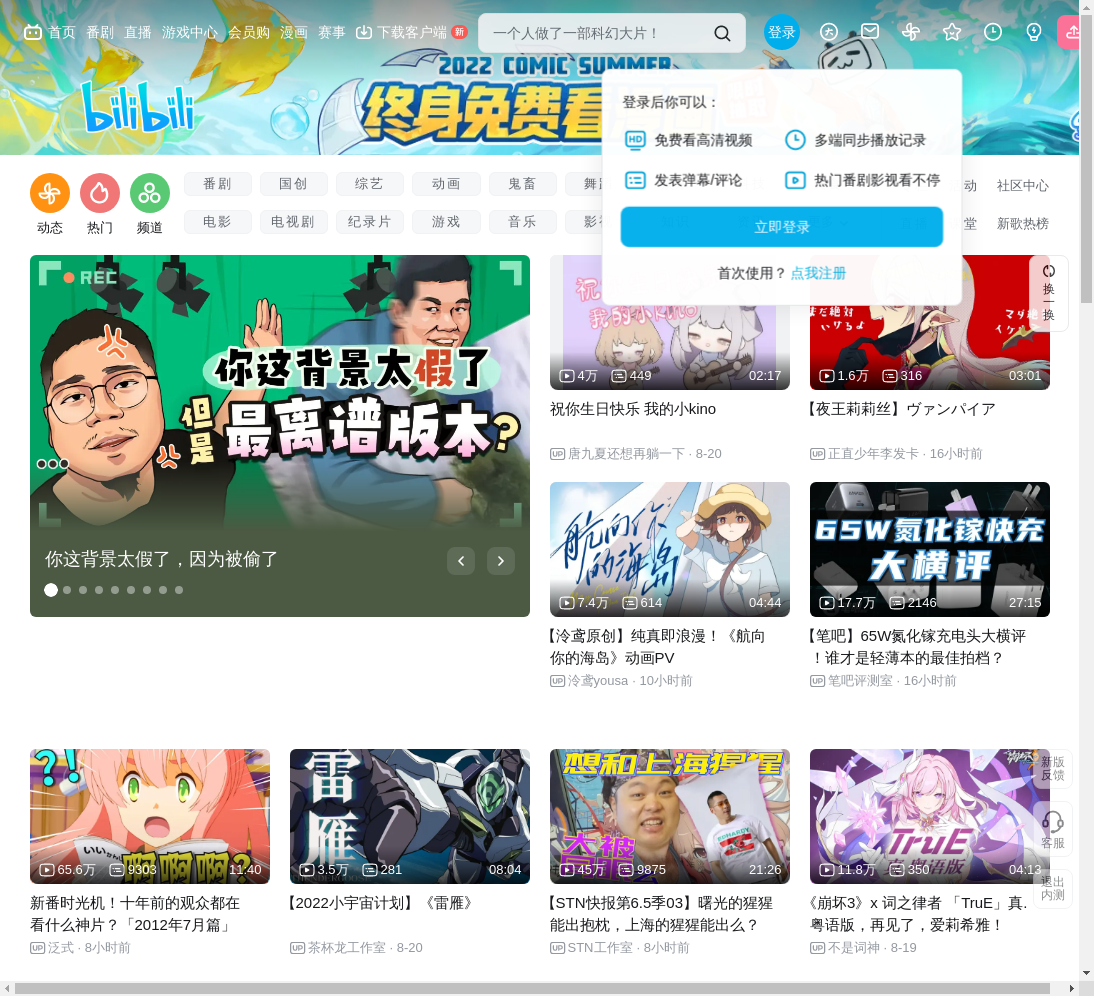 首页 番剧 直播 游戏中心 会员购 漫画 赛事 下载客户端 新
一个人做了一部科幻大片！
登录 大
2022 COMIC SUMMER
bilibili
终身免费看
登录后你可以：
HD 免费看高清视频 多端同步播放记录
发表弹幕/评论 热门番剧影视看不停
立即登录
首次使用？点我注册
动态 热门 频道
番剧 国创 综艺 动画 鬼畜
动 社区中心
电影 电视剧 纪录片 游戏 音乐
堂 新歌热榜
换一换
REC
你这背景太假了
但是最离谱版本?
你这背景太假了，因为被偷了
祝
我的小kino
4万 449 02:17
祝你生日快乐 我的小kino
UP 唐九夏还想再躺一下 · 8-20
1.6万 316 03:01
【夜王莉莉丝】ヴァンパイア
UP 正直少年李发卡 · 16小时前
航向你的海岛
7.4万 614 04:44
【泠鸢原创】纯真即浪漫！《航向
你的海岛》动画PV
UP 泠鸢yousa · 10小时前
65W氮化镓快充
大横评
17.7万 2146 27:15
【笔吧】65W氮化镓充电头大横评
！谁才是轻薄本的最佳拍档？
UP 笔吧评测室 · 16小时前
?!
啊啊啊?
65.6万 9303 11:40
新番时光机！十年前的观众都在
看什么神片？「2012年7月篇」
UP 泛式 · 8小时前
雷雁
3.5万 281 08:04
【2022小宇宙计划】《雷雁》
UP 茶杯龙工作室 · 8-20
想和上海猩猩
大被
45万 9875 21:26
【STN快报第6.5季03】曙光的猩猩
能出抱枕，上海的猩猩能出么？
UP STN工作室 · 8小时前
TruE
11.8万 350 04:13
《崩坏3》x 词之律者 「TruE」真.
粤语版，再见了，爱莉希雅！
UP 不是词神 · 8-19
新版反馈
客服
退出内测